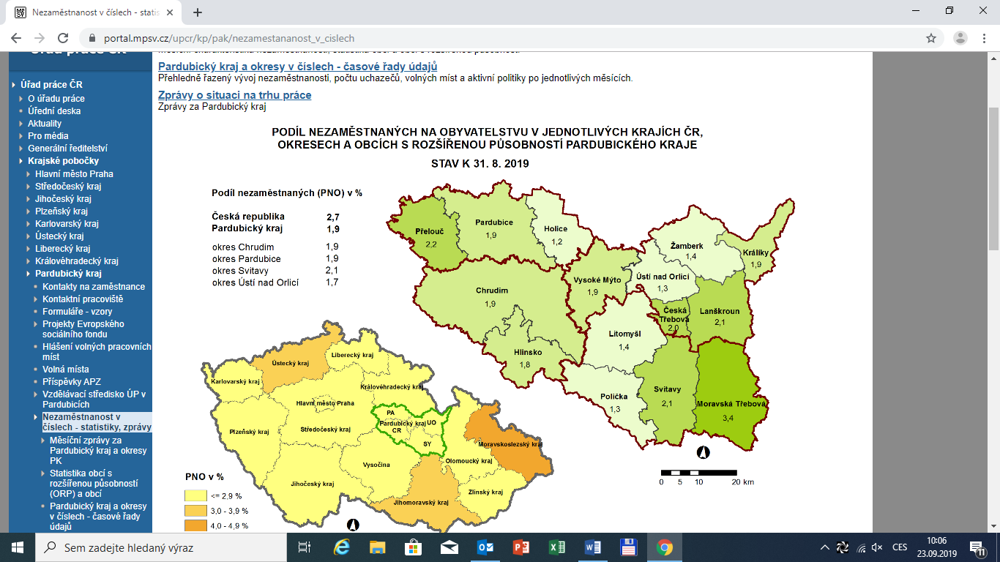 Nezaměstnanost v číslech - statis
portal.mpsv.cz/upcr/kp/pak/nezamestananost_v_cislech
Úřad práce ČR
O úřadu práce
Úřední deska
Aktuality
Pro média
Generální ředitelství
Krajské pobočky
Hlavní město Praha
Středočeský kraj
Jihočeský kraj
Plzeňský kraj
Karlovarský kraj
Ústecký kraj
Liberecký kraj
Královéhradecký kraj
Pardubický kraj
Kontakty na zaměstnance
Kontaktní pracoviště
Formuláře - vzory
Projekty Evropského
sociálního fondu
Hlášení volných pracovních
míst
Volná místa
Příspěvky APZ
Vzdělávací středisko ÚP v
Pardubicích
Nezaměstnanost v
číslech - statistiky, zprávy
Měsíční zprávy za
Pardubický kraj a okresy
PK
Statistika obcí s
rozšířenou působností
(ORP) a obcí
Pardubický kraj a okresy
v číslech - časové řady
údajů
Pardubický kraj a okresy v číslech - časové řady údajů
Přehledně řazený vývoj nezaměstnanosti, počtu uchazečů, volných míst a aktivní politiky po jednotlivých měsících.
Zprávy o situaci na trhu práce
Zprávy za Pardubický kraj
PODÍL NEZAMĚSTNANÝCH NA OBYVATELSTVU V JEDNOTLIVÝCH KRAJÍCH ČR,
OKRESECH A OBCÍCH S ROZŠÍŘENOU PŮSOBNOSTÍ PARDUBICKÉHO KRAJE
STAV K 31. 8. 2019
Podíl nezaměstnaných (PNO) v %
Česká republika 2,7
Pardubický kraj 1,9
okres Chrudim 1,9
okres Pardubice 1,9
okres Svitavy 2,1
okres Ústí nad Orlicí 1,7
Přelouč
2,2
Pardubice
1,9
Holice
1,2
Žamberk
1,4
Králíky
1,9
Vysoké Mýto
1,9
Ústí nad Orlicí
1,3
Chrudim
1,9
Česká
Třebová
2,0
Lanškroun
2,1
Litomyšl
1,4
Hlinsko
1,8
Polička
1,3
Svitavy
2,1
Moravská Třebová
3,4
0 5 10 20 km
Ústecký kraj
Liberecký kraj
Karlovarský kraj
Královéhradecký kraj
Hlavní město Praha
PA
Pardubický kraj
UO
CR
SY
Plzeňský kraj
Středočeský kraj
Moravskoslezský kraj
Vysočina
Olomoucký kraj
Jihočeský kraj
Zlínský kraj
Jihomoravský kraj
PNO v %
<= 2,9 %
3,0 - 3,9 %
4,0 - 4,9 %
Sem zadejte hledaný výraz
CES
10:06
23.09.2019
11